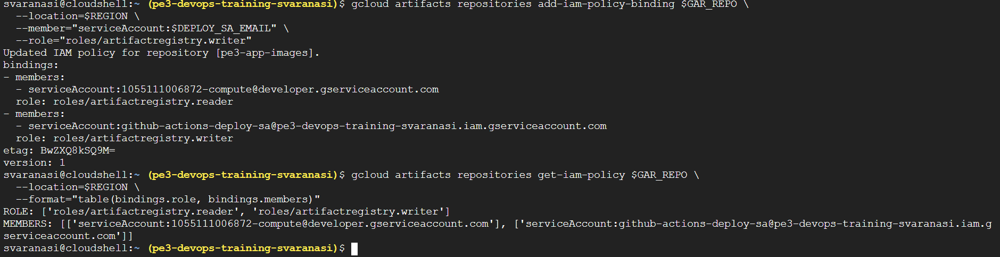 svaranasi@cloudshell:~ (pe3-devops-training-svaranasi)$ gcloud artifacts repositories add-iam-policy-binding $GAR_REPO \
  --location=$REGION \
  --member="serviceAccount:$DEPLOY_SA_EMAIL" \
  --role="roles/artifactregistry.writer"
Updated IAM policy for repository [pe3-app-images].
bindings:
- members:
  - serviceAccount:1055111006872-compute@developer.gserviceaccount.com
  role: roles/artifactregistry.reader
- members:
  - serviceAccount:github-actions-deploy-sa@pe3-devops-training-svaranasi.iam.gserviceaccount.com
  role: roles/artifactregistry.writer
etag: BwZXQ8kSQ9M=
version: 1
svaranasi@cloudshell:~ (pe3-devops-training-svaranasi)$ gcloud artifacts repositories get-iam-policy $GAR_REPO \
  --location=$REGION \
  --format="table(bindings.role, bindings.members)"
ROLE: ['roles/artifactregistry.reader', 'roles/artifactregistry.writer']
MEMBERS: [['serviceAccount:1055111006872-compute@developer.gserviceaccount.com'], ['serviceAccount:github-actions-deploy-sa@pe3-devops-training-svaranasi.iam.g
serviceaccount.com']]
svaranasi@cloudshell:~ (pe3-devops-training-svaranasi)$